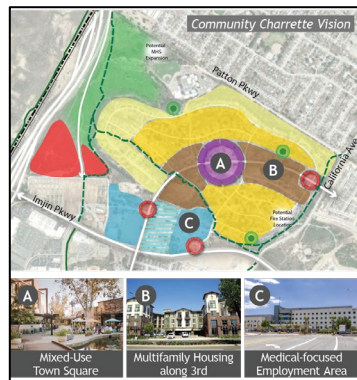 Community Charrette Vision
Potential
MHS
Expansion
Patton Pkwy
California Ave
A
B
Imjin Pkwy
C
Potential
Fire Station
Location
A
B
C
Mixed-Use
Town Square
Multifamily Housing
along 3rd
Medical-focused
Employment Area